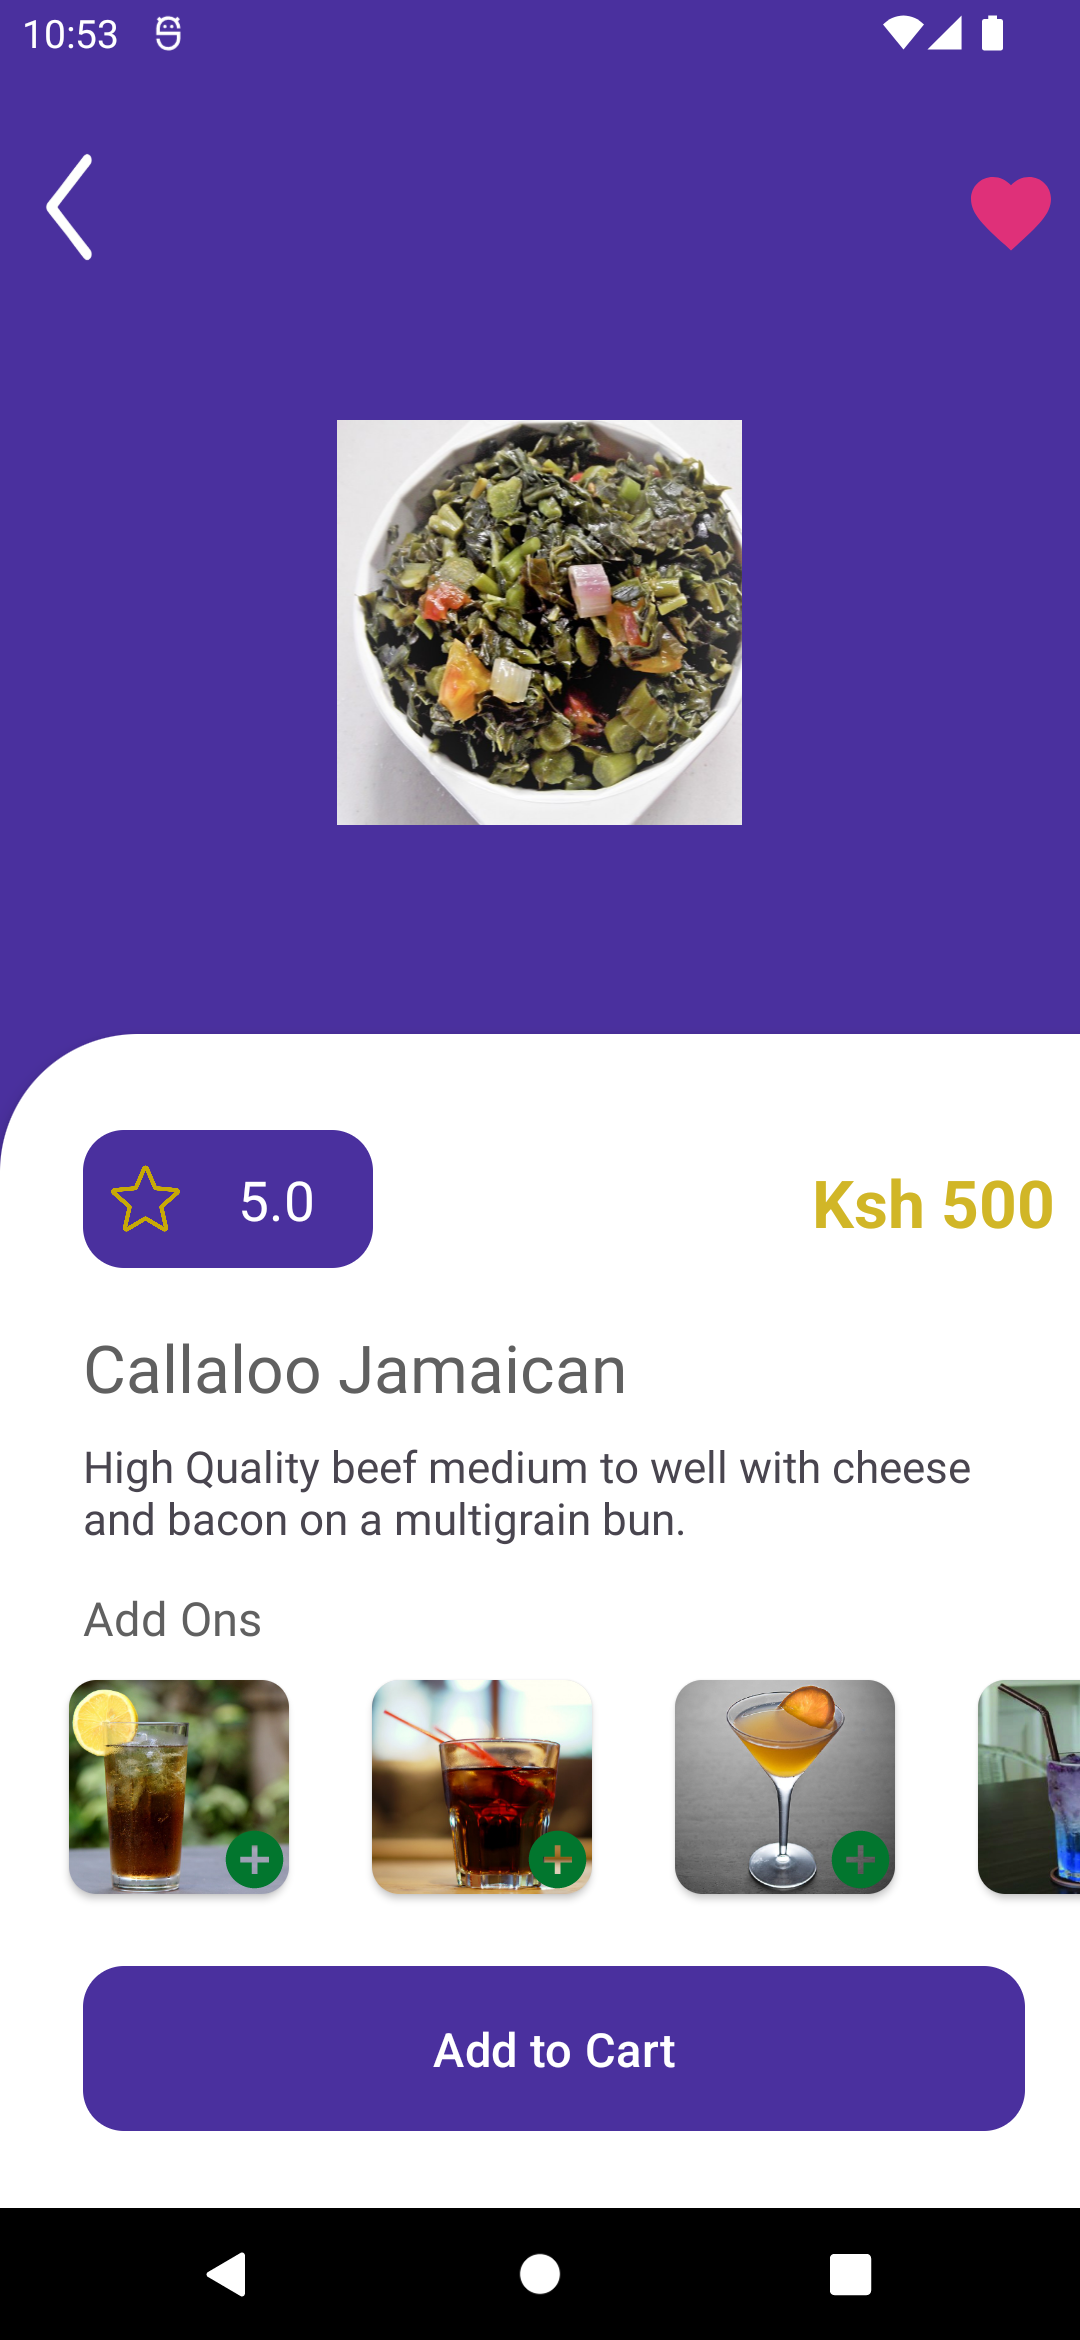 10:53
5.0
Ksh 500
Callaloo Jamaican
High Quality beef medium to well with cheese
and bacon on a multigrain bun.
Add Ons
Add to Cart